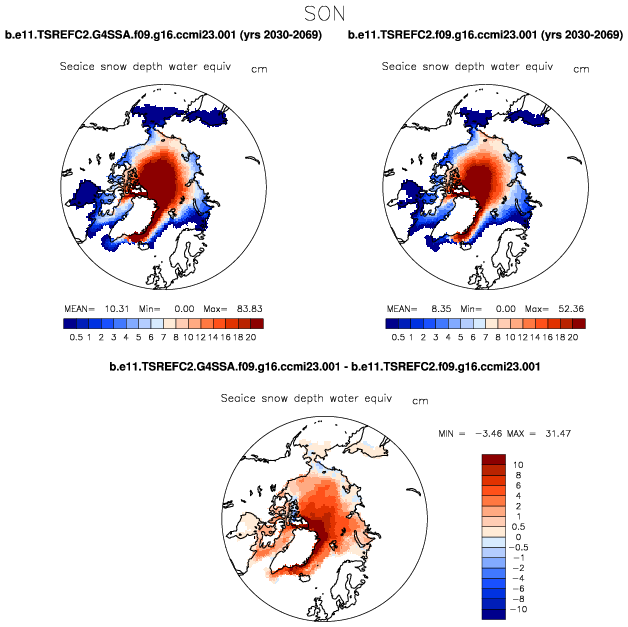 SON
b.e11.TSREFC2.G4SSA.f09.g16.ccmi23.001 (yrs 2030-2069)
b.e11.TSREFC2.f09.g16.ccmi23.001 (yrs 2030-2069)
Seaice snow depth water equiv cm
Seaice snow depth water equiv cm
MEAN= 10.31 Min= 0.00 Max= 83.83
MEAN= 8.35 Min= 0.00 Max= 52.36
0.5 1 2 3 4 5 6 7 8 10 12 14 16 18 20
0.5 1 2 3 4 5 6 7 8 10 12 14 16 18 20
b.e11.TSREFC2.G4SSA.f09.g16.ccmi23.001 - b.e11.TSREFC2.f09.g16.ccmi23.001
Seaice snow depth water equiv cm
MIN = -3.46 MAX = 31.47
10
8
6
4
2
1
0.5
0
-0.5
-1
-2
-4
-6
-8
-10